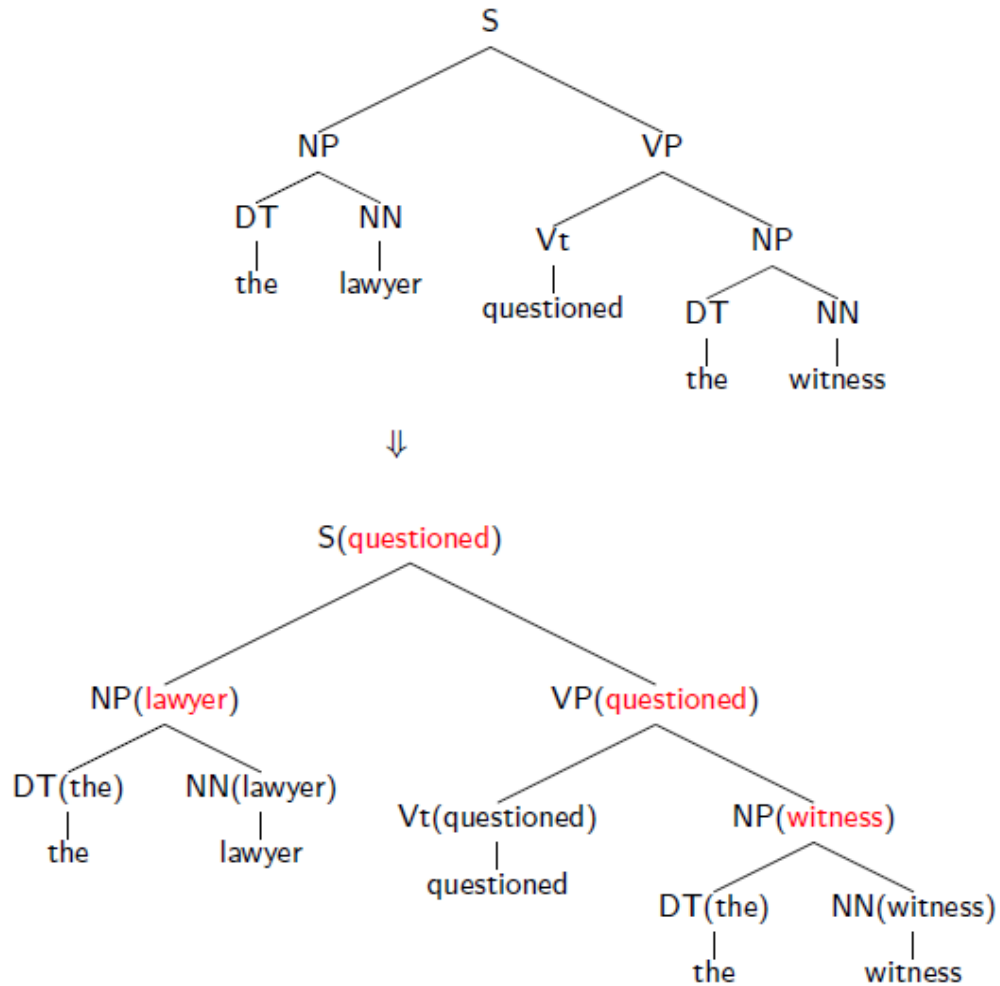 S
NP VP
DT NN Vt NP
the lawyer questioned DT NN
the witness
⇓
S(questioned)
NP(lawyer) VP(questioned)
DT(the) NN(lawyer) Vt(questioned) NP(witness)
the lawyer questioned DT(the) NN(witness)
the witness